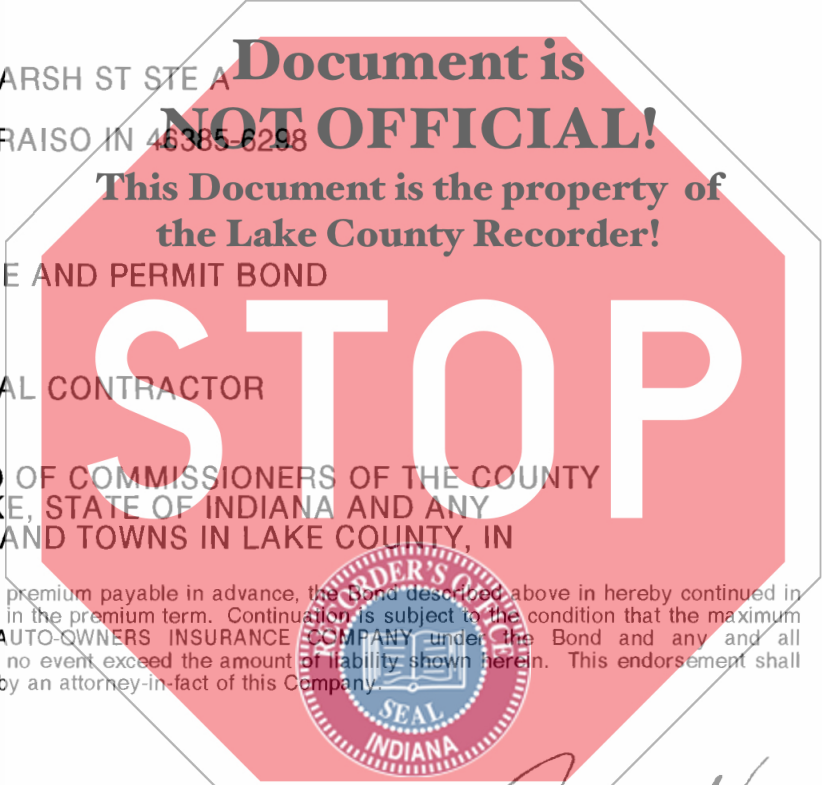 Document is
ARSH ST STE A
NOT OFFICIAL!
RAISO IN 46385-6298
This Document is the property of
the Lake County Recorder!
E AND PERMIT BOND
STOP
AL CONTRACTOR
OF COMMISSIONERS OF THE COUNTY
E, STATE OF INDIANA AND ANY
AND TOWNS IN LAKE COUNTY, IN
premium payable in advance, the Bond described above in hereby continued in
in the premium term. Continuation is subject to the condition that the maximum
AUTO-OWNERS INSURANCE COMPANY under the Bond and any and all
no event exceed the amount of liability shown herein. This endorsement shall
by an attorney-in-fact of this Company.
RECORDER'S OFFICE
SEAL
INDIANA